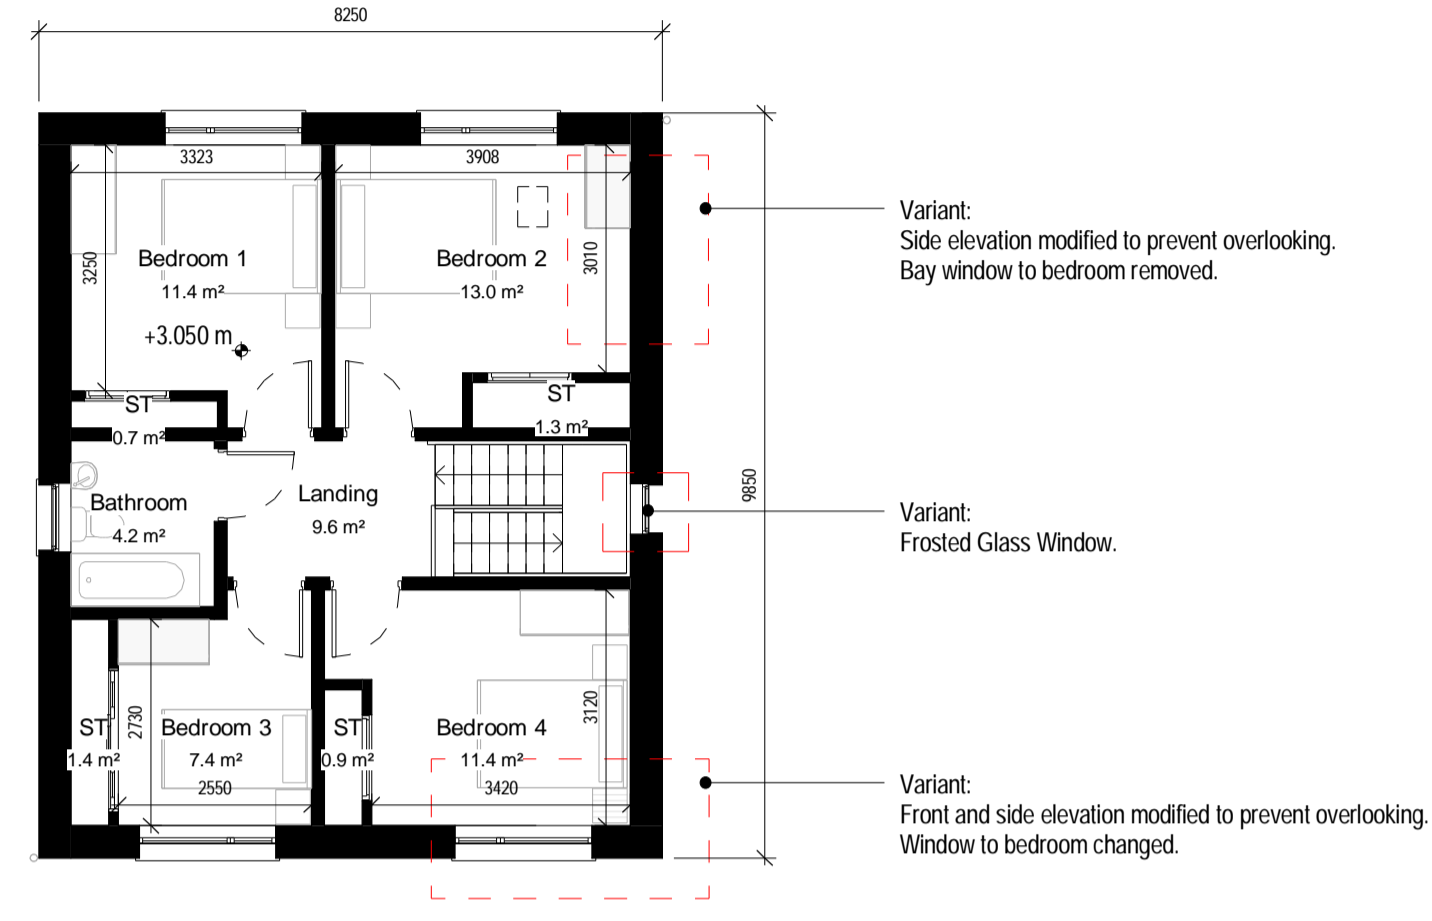 8250
3323
3908
Variant:
Side elevation modified to prevent overlooking.
Bay window to bedroom removed.
3250
Bedroom 1
11.4 m²
Bedroom 2
13.0 m²
3010
+3.050 m
ST
0.7 m²
ST
1.3 m²
9850
Bathroom
4.2 m²
Landing
9.6 m²
Variant:
Frosted Glass Window.
ST
1.4 m²
2730
Bedroom 3
7.4 m²
2550
ST
0.9 m²
Bedroom 4
11.4 m²
3120
3420
Variant:
Front and side elevation modified to prevent overlooking.
Window to bedroom changed.